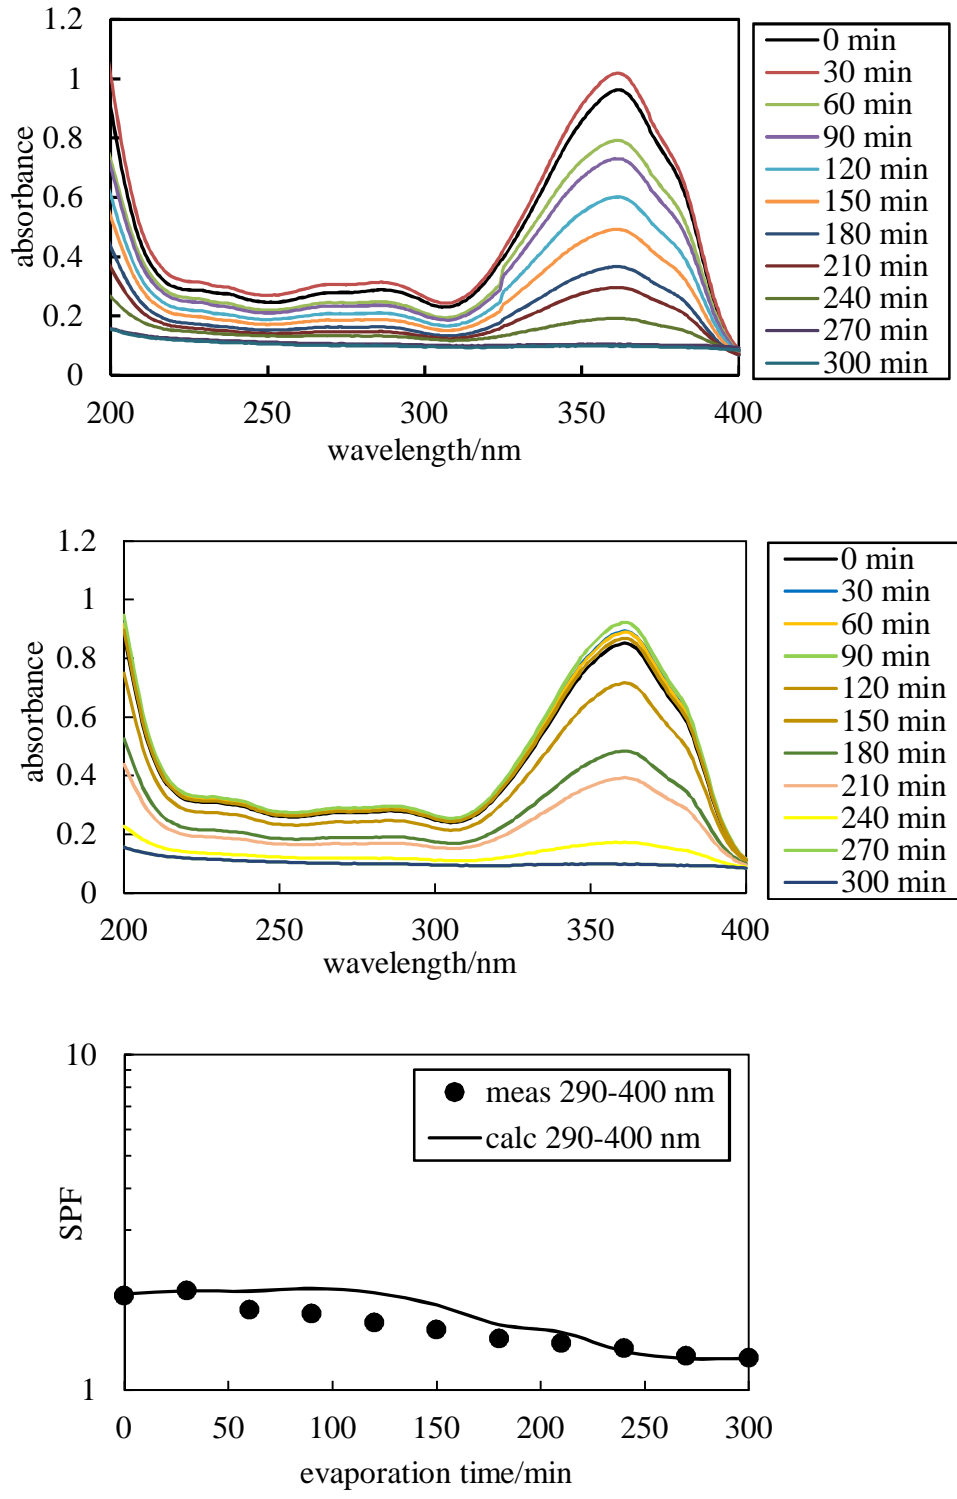 1.2
1
0.8
0.6
0.4
0.2
0
absorbance
200
250
300
350
400
wavelength/nm
0 min
30 min
60 min
90 min
120 min
150 min
180 min
210 min
240 min
270 min
300 min
1.2
1
0.8
0.6
0.4
0.2
0
absorbance
200
250
300
350
400
wavelength/nm
0 min
30 min
60 min
90 min
120 min
150 min
180 min
210 min
240 min
270 min
300 min
10
1
SPF
meas 290-400 nm
calc 290-400 nm
0
50
100
150
200
250
300
evaporation time/min